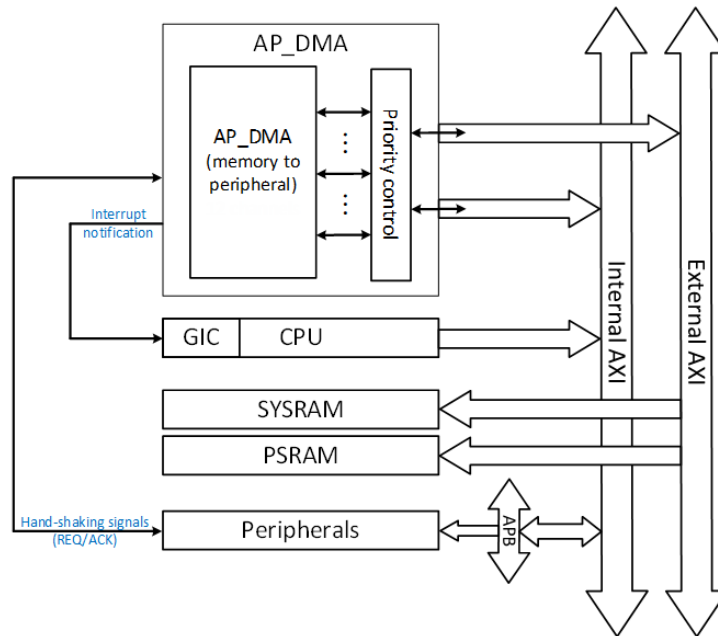 AP_DMA
AP_DMA
(memory to
peripheral)
Priority control
Interrupt
notification
Internal AXI
External AXI
GIC
CPU
SYSRAM
PSRAM
Hand-shaking signals
(REQ/ACK)
Peripherals
APB